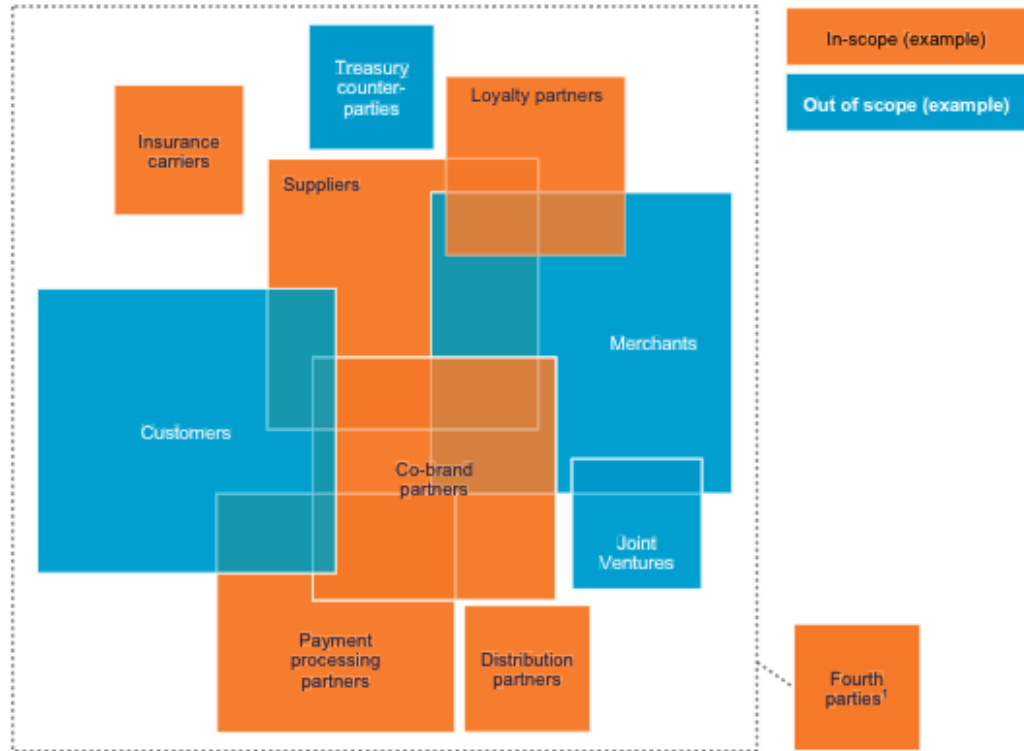 In-scope (example)
Out of scope (example)
Treasury
counter-
parties
Loyalty partners
Insurance
carriers
Suppliers
Merchants
Customers
Co-brand
partners
Joint
Ventures
Payment
processing
partners
Distribution
partners
Fourth
parties¹